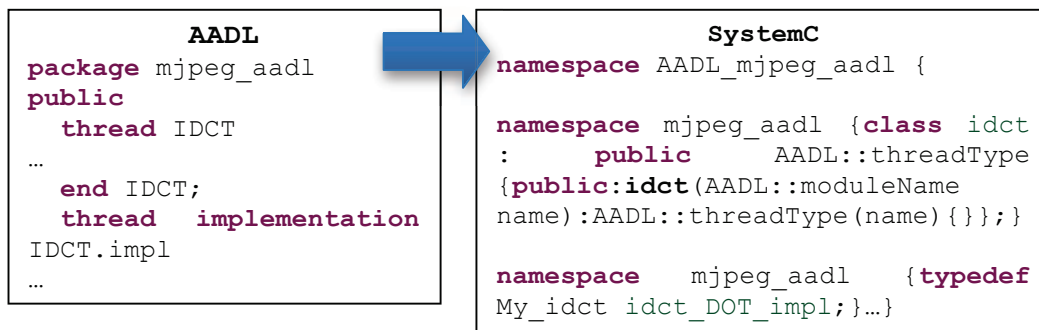 AADL
package mjpeg_aadl
public
thread IDCT
…
end IDCT;
thread implementation
IDCT.impl
…
SystemC
namespace AADL_mjpeg_aadl {
namespace mjpeg_aadl {class idct
: public AADL::threadType
{public:idct(AADL::moduleName
name):AADL::threadType(name){}};}
namespace mjpeg_aadl {typedef
My_idct idct_DOT_impl;}…}